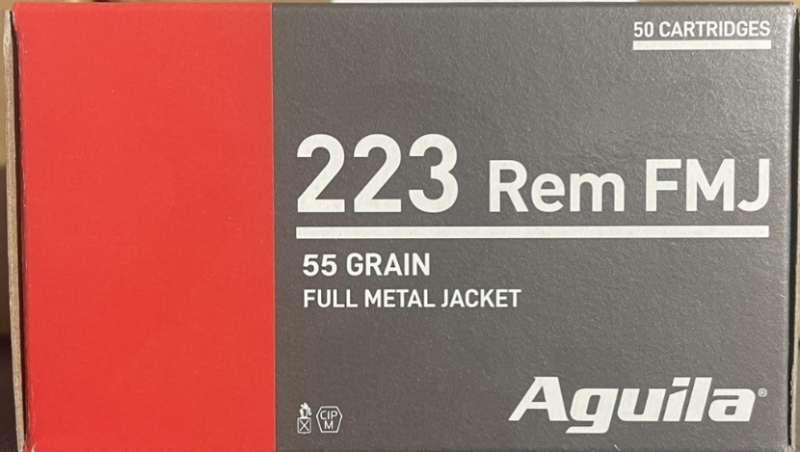 50 CARTRIDGES
223 Rem FMJ
55 GRAIN
FULL METAL JACKET
CIP
M
Aguila®